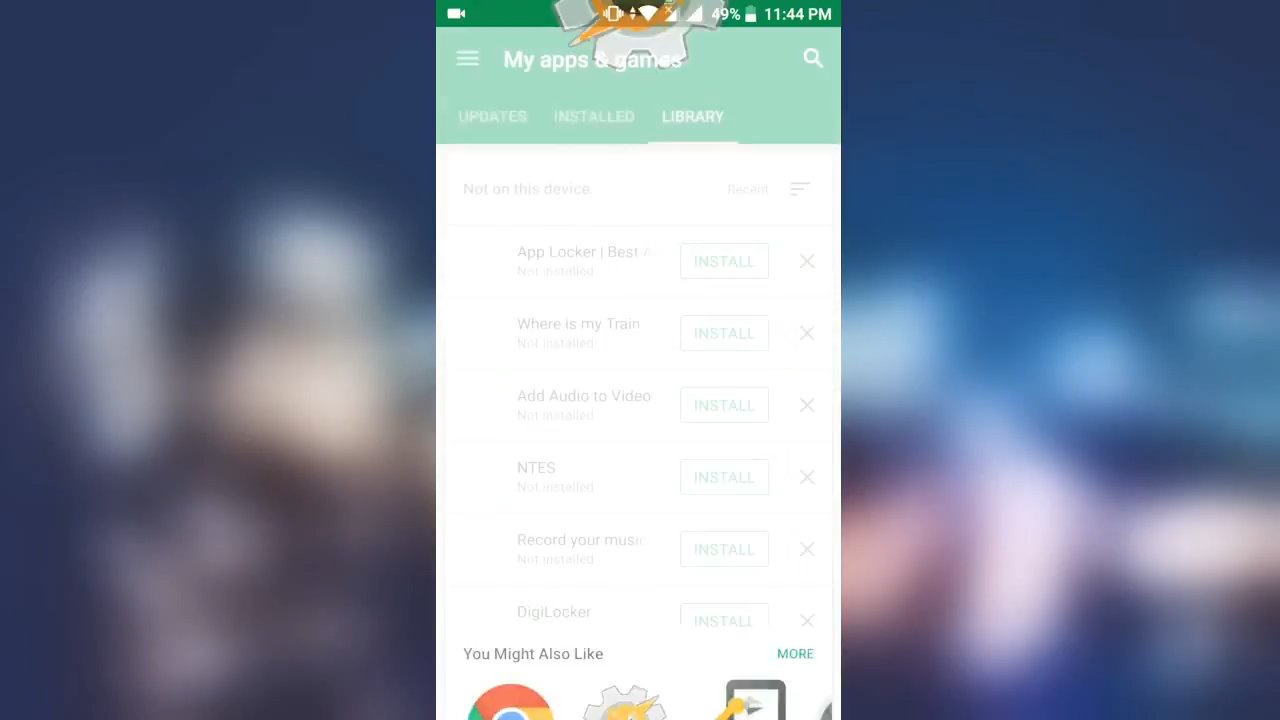 49% 11:44 PM
My apps & games
UPDATES INSTALLED LIBRARY
Not on this device
Recent
App Locker | Best A
Not installed
INSTALL
Where is my Train
Not installed
INSTALL
Add Audio to Video
Not installed
INSTALL
NTES
Not installed
INSTALL
Record your music
Not installed
INSTALL
DigiLocker
INSTALL
You Might Also Like
MORE